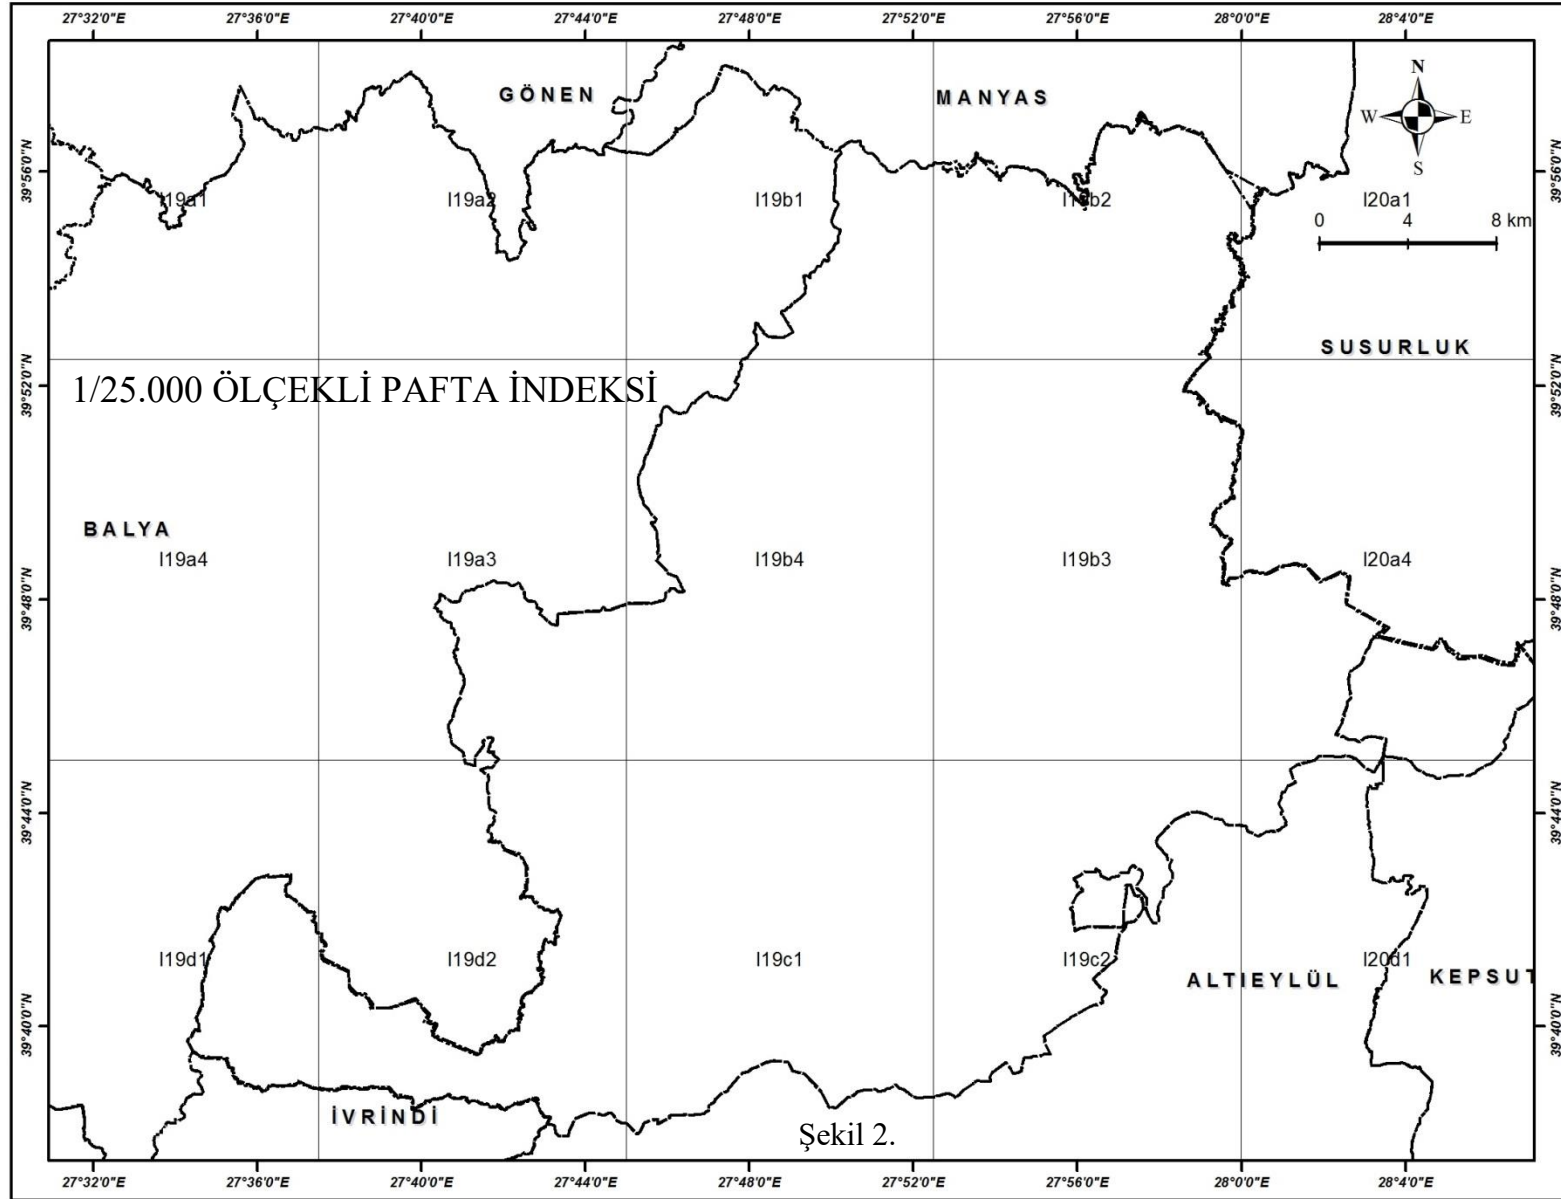 27°32'0"E 27°36'0"E 27°40'0"E 27°44'0"E 27°48'0"E 27°52'0"E 27°56'0"E 28°0'0"E 28°4'0"E
GÖNEN
MANYAS
N
W E
S
39°56'0"N
39°56'0"N
I19a1 I19a2 I19b1 I19b2 I20a1
0 4 8 km
SUSURLUK
1/25.000 ÖLÇEKLİ PAFTA İNDEKSİ
39°52'0"N
39°52'0"N
BALYA
I19a4 I19a3 I19b4 I19b3 I20a4
39°48'0"N
39°48'0"N
39°44'0"N
39°44'0"N
I19d1 I19d2 I19c1 I19c2 I20d1
ALTIEYLÜL
KEPSUT
39°40'0"N
39°40'0"N
İVRİNDİ
Şekil 2.
27°32'0"E 27°36'0"E 27°40'0"E 27°44'0"E 27°48'0"E 27°52'0"E 27°56'0"E 28°0'0"E 28°4'0"E